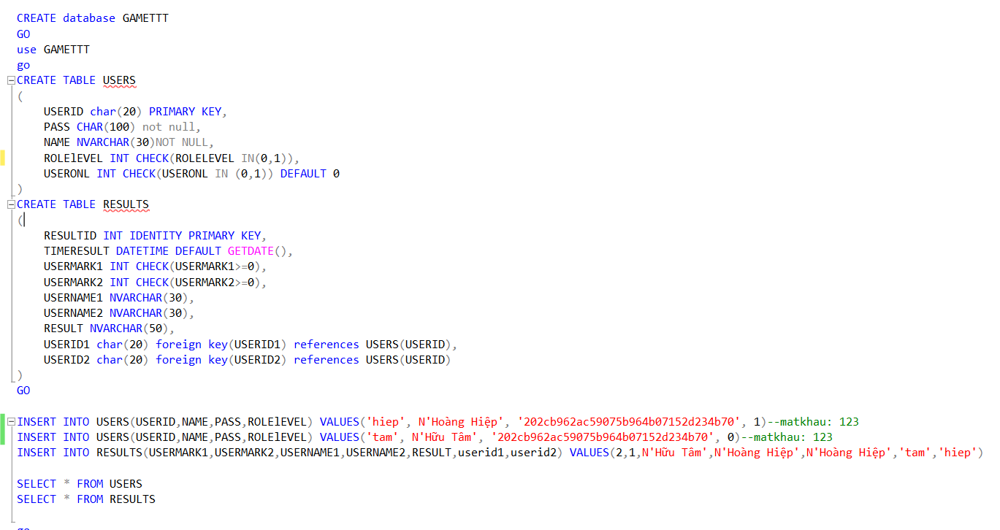 CREATE database GAMETTT
GO
use GAMETTT
go
CREATE TABLE USERS
(
USERID char(20) PRIMARY KEY,
PASS CHAR(100) not null,
NAME NVARCHAR(30)NOT NULL,
ROLElEVEL INT CHECK(ROLELEVEL IN(0,1)),
USERONL INT CHECK(USERONL IN (0,1)) DEFAULT 0
)
CREATE TABLE RESULTS
(
RESULTID INT IDENTITY PRIMARY KEY,
TIMERESULT DATETIME DEFAULT GETDATE(),
USERMARK1 INT CHECK(USERMARK1>=0),
USERMARK2 INT CHECK(USERMARK2>=0),
USERNAME1 NVARCHAR(30),
USERNAME2 NVARCHAR(30),
RESULT NVARCHAR(50),
USERID1 char(20) foreign key(USERID1) references USERS(USERID),
USERID2 char(20) foreign key(USERID2) references USERS(USERID)
)
GO
INSERT INTO USERS(USERID,NAME,PASS,ROLElEVEL) VALUES('hiep', N'Hoàng Hiệp', '202cb962ac59075b964b07152d234b70', 1)--matkhau: 123
INSERT INTO USERS(USERID,NAME,PASS,ROLElEVEL) VALUES('tam', N'Hữu Tâm', '202cb962ac59075b964b07152d234b70', 0)--matkhau: 123
INSERT INTO RESULTS(USERMARK1,USERMARK2,USERNAME1,USERNAME2,RESULT,userid1,userid2) VALUES(2,1,N'Hữu Tâm',N'Hoàng Hiệp',N'Hoàng Hiệp','tam','hiep')
SELECT * FROM USERS
SELECT * FROM RESULTS
go